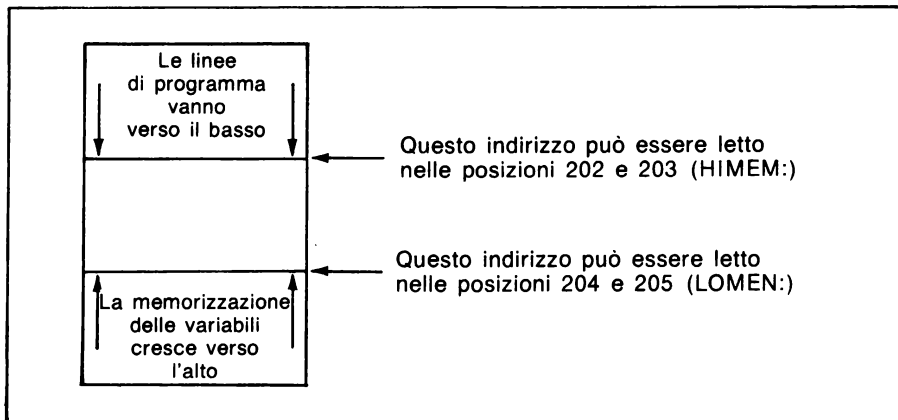 Le linee
di programma
vanno
verso il basso
Questo indirizzo può essere letto
nelle posizioni 202 e 203 (HIMEM:)
Questo indirizzo può essere letto
nelle posizioni 204 e 205 (LOMEN:)
La memorizzazione
delle variabili
cresce verso
l'alto